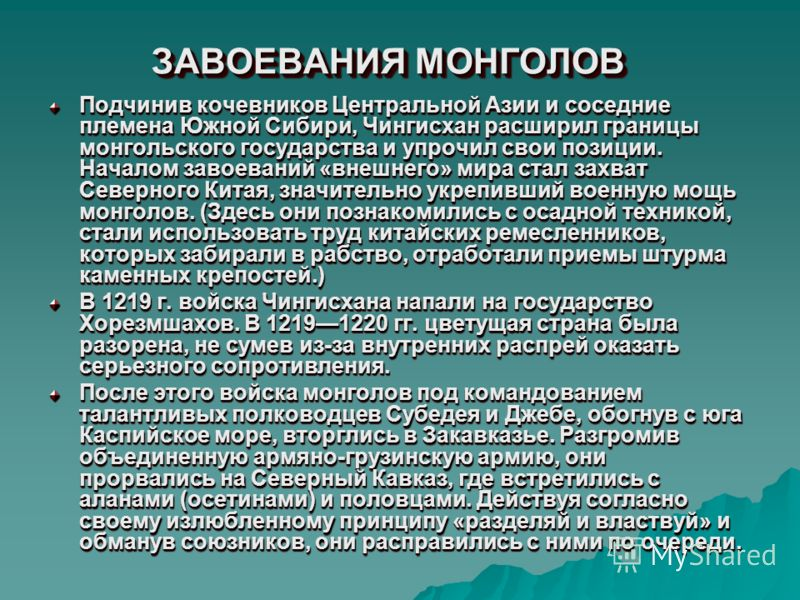 ЗАВОЕВАНИЯ МОНГОЛОВ
Подчинив кочевников Центральной Азии и соседние
племена Южной Сибири, Чингисхан расширил границы
монгольского государства и упрочил свои позиции.
Началом завоеваний «внешнего» мира стал захват
Северного Китая, значительно укрепивший военную мощь
монголов. (Здесь они познакомились с осадной техникой,
стали использовать труд китайских ремесленников,
которых забирали в рабство, отработали приемы штурма
каменных крепостей.)
В 1219 г. войска Чингисхана напали на государство
Хорезмшахов. В 1219—1220 гг. цветущая страна была
разорена, не сумев из-за внутренних распрей оказать
серьезного сопротивления.
После этого войска монголов под командованием
талантливых полководцев Субедея и Джебе, обогнув с юга
Каспийское море, вторглись в Закавказье. Разгромив
объединенную армяно-грузинскую армию, они
прорвались на Северный Кавказ, где встретились с
аланами (осетинами) и половцами. Действуя согласно
своему излюбленному принципу «разделяй и властвуй» и
обманув союзников, они расправились с ними по очереди.
MyShared